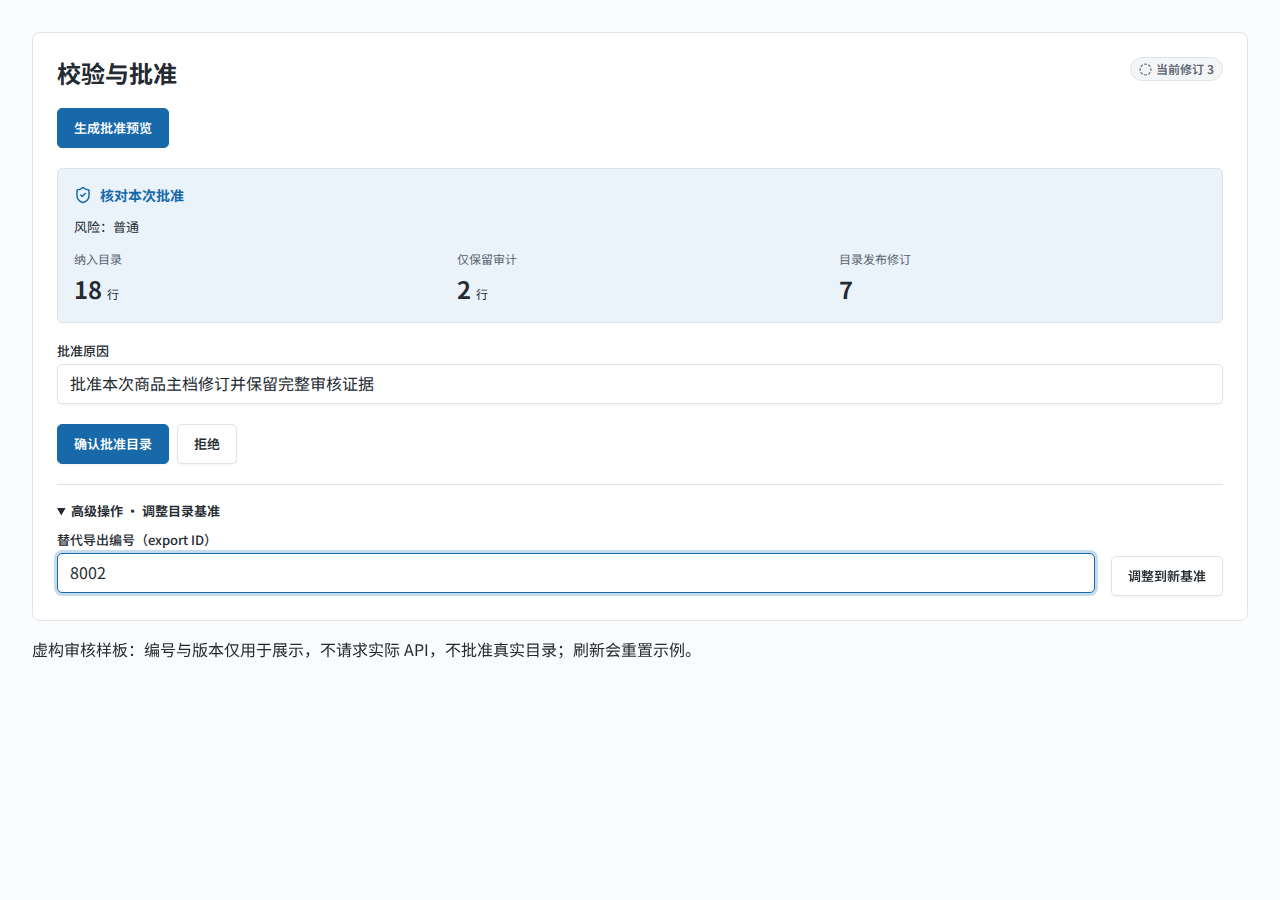 校验与批准
当前修订 3
生成批准预览
核对本次批准
风险：普通
纳入目录
仅保留审计
目录发布修订
18 行
2 行
7
批准原因
批准本次商品主档修订并保留完整审核证据
确认批准目录
拒绝
▼ 高级操作 · 调整目录基准
替代导出编号（export ID）
8002
调整到新基准
虚构审核样板：编号与版本仅用于展示，不请求实际 API，不批准真实目录；刷新会重置示例。